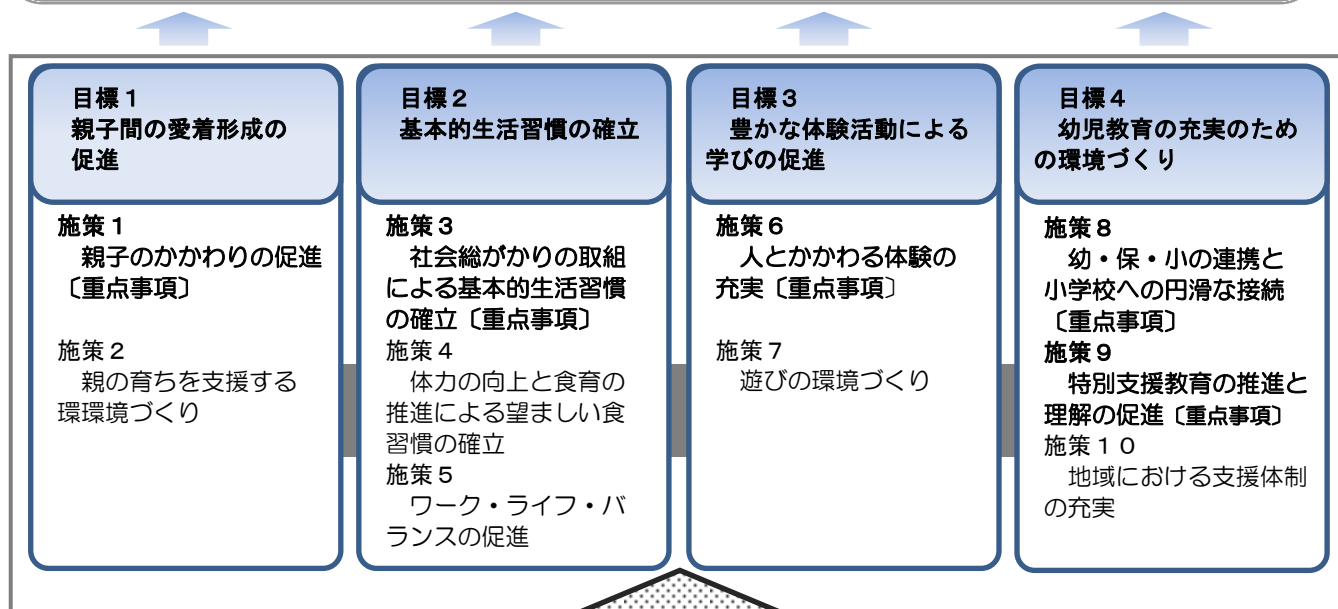 目標１
親子間の愛着形成の
促進
施策１
親子のかかわりの促進
〔重点事項〕
施策２
親の育ちを支援する
環環境づくり
目標２
基本的生活習慣の確立
施策３
社会総がかりの取組
による基本的生活習慣
の確立〔重点事項〕
施策４
体力の向上と食育の
推進による望ましい食
習慣の確立
施策５
ワーク・ライフ・バ
ランスの促進
目標３
豊かな体験活動による
学びの促進
施策６
人とかかわる体験の
充実〔重点事項〕
施策７
遊びの環境づくり
目標４
幼児教育の充実のため
の環境づくり
施策８
幼・保・小の連携と
小学校への円滑な接続
〔重点事項〕
施策９
特別支援教育の推進と
理解の促進〔重点事項〕
施策１０
地域における支援体制
の充実